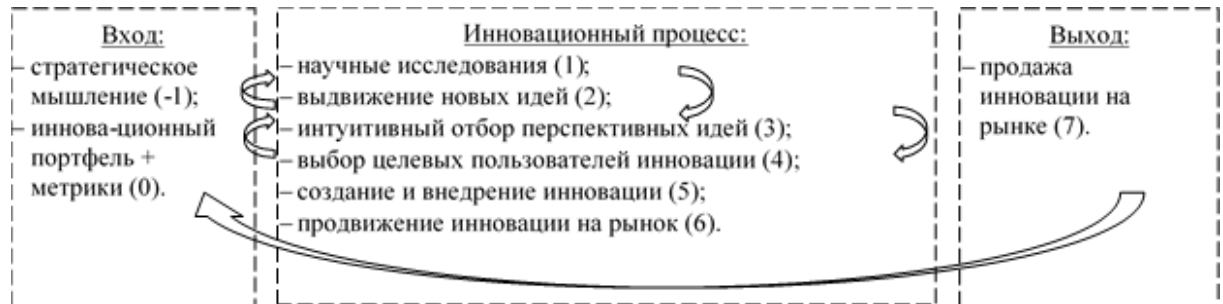 Вход:
– стратегическое
мышление (-1);
– иннова-ционный
портфель +
метрики (0).
Инновационный процесс:
– научные исследования (1);
– выдвижение новых идей (2);
– интуитивный отбор перспективных идей (3);
– выбор целевых пользователей инновации (4);
– создание и внедрение инновации (5);
– продвижение инновации на рынок (6).
Выход:
– продажа
инновации на
рынке (7).